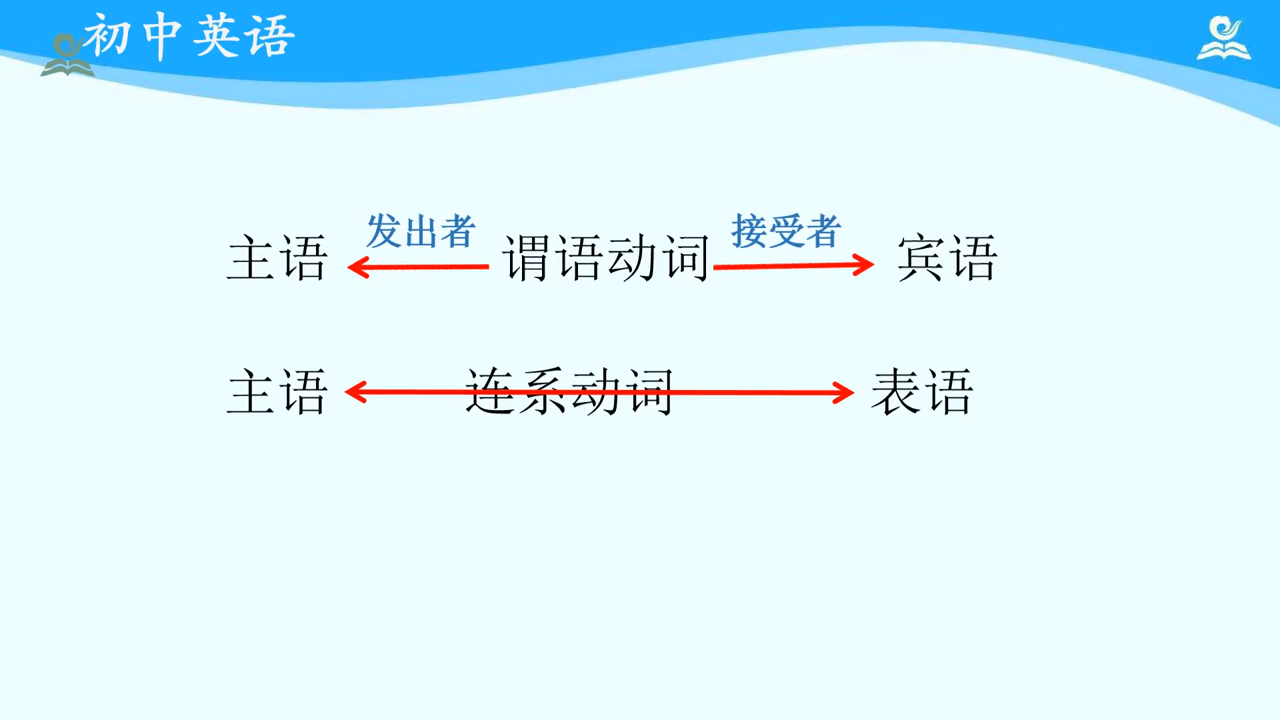 初中英语
发出者 接受者
主语 谓语动词 宾语
主语 连系动词 表语